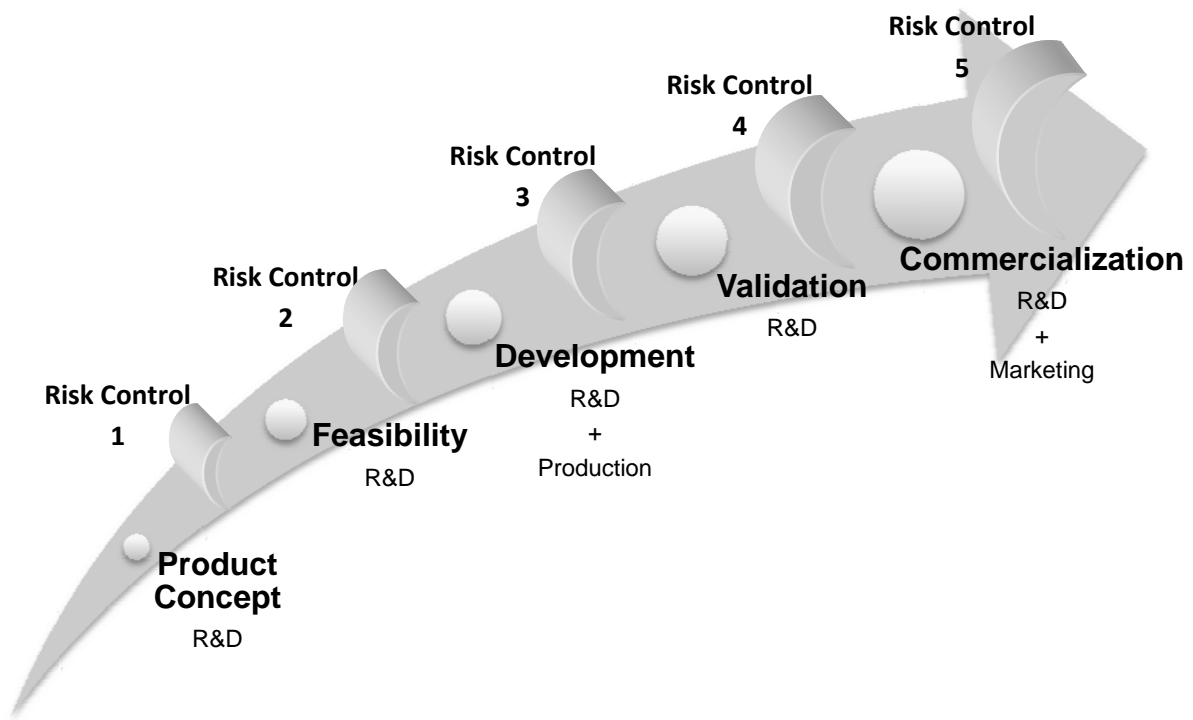 Risk Control
1
Product
Concept
R&D
Risk Control
2
Feasibility
R&D
Risk Control
3
Development
R&D
+
Production
Risk Control
4
Validation
R&D
Risk Control
5
Commercialization
R&D
+
Marketing